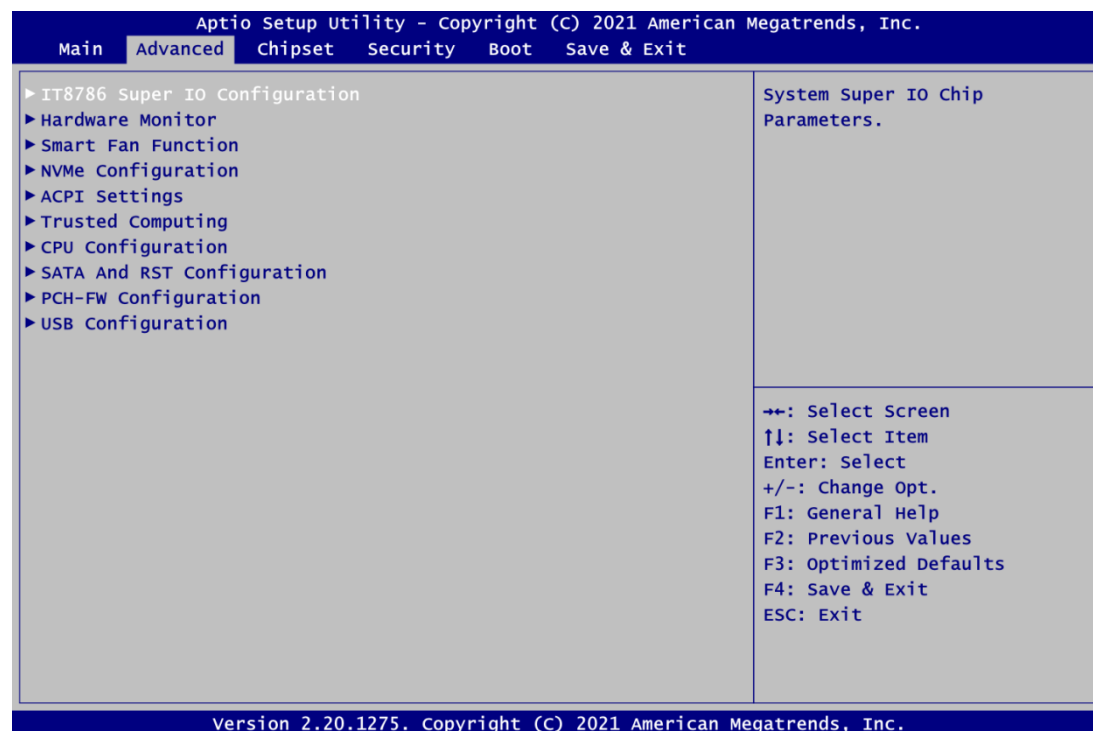 Aptio Setup Utility – Copyright (C) 2021 American Megatrends, Inc.
Main Advanced Chipset Security Boot Save & Exit
▶ IT8786 Super IO Configuration
▶ Hardware Monitor
▶ Smart Fan Function
▶ NVMe Configuration
▶ ACPI Settings
▶ Trusted Computing
▶ CPU Configuration
▶ SATA And RST Configuration
▶ PCH-FW Configuration
▶ USB Configuration
System Super IO Chip
Parameters.
→←: Select Screen
↑↓: Select Item
Enter: Select
+/-: Change Opt.
F1: General Help
F2: Previous Values
F3: Optimized Defaults
F4: Save & Exit
ESC: Exit
Version 2.20.1275. Copyright (C) 2021 American Megatrends, Inc.